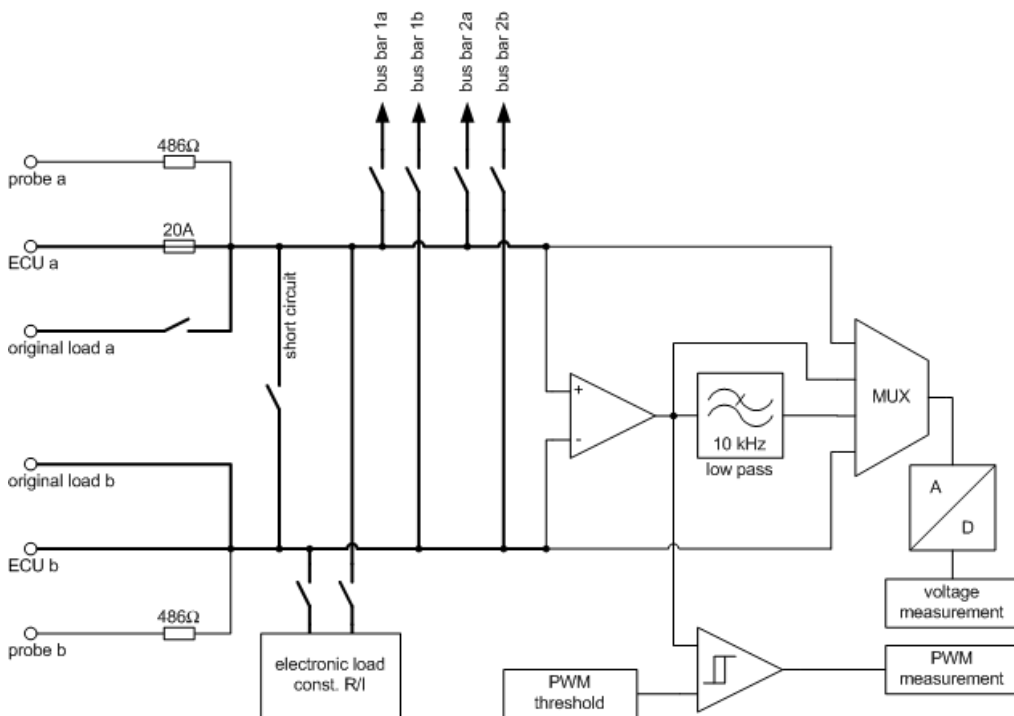 bus bar 1a
bus bar 1b
bus bar 2a
bus bar 2b
486Ω
probe a
20A
ECU a
original load a
short circuit
+
-
MUX
10 kHz
low pass
original load b
A
D
ECU b
voltage
measurement
486Ω
probe b
electronic load
const. R/I
PWM
threshold
PWM
measurement